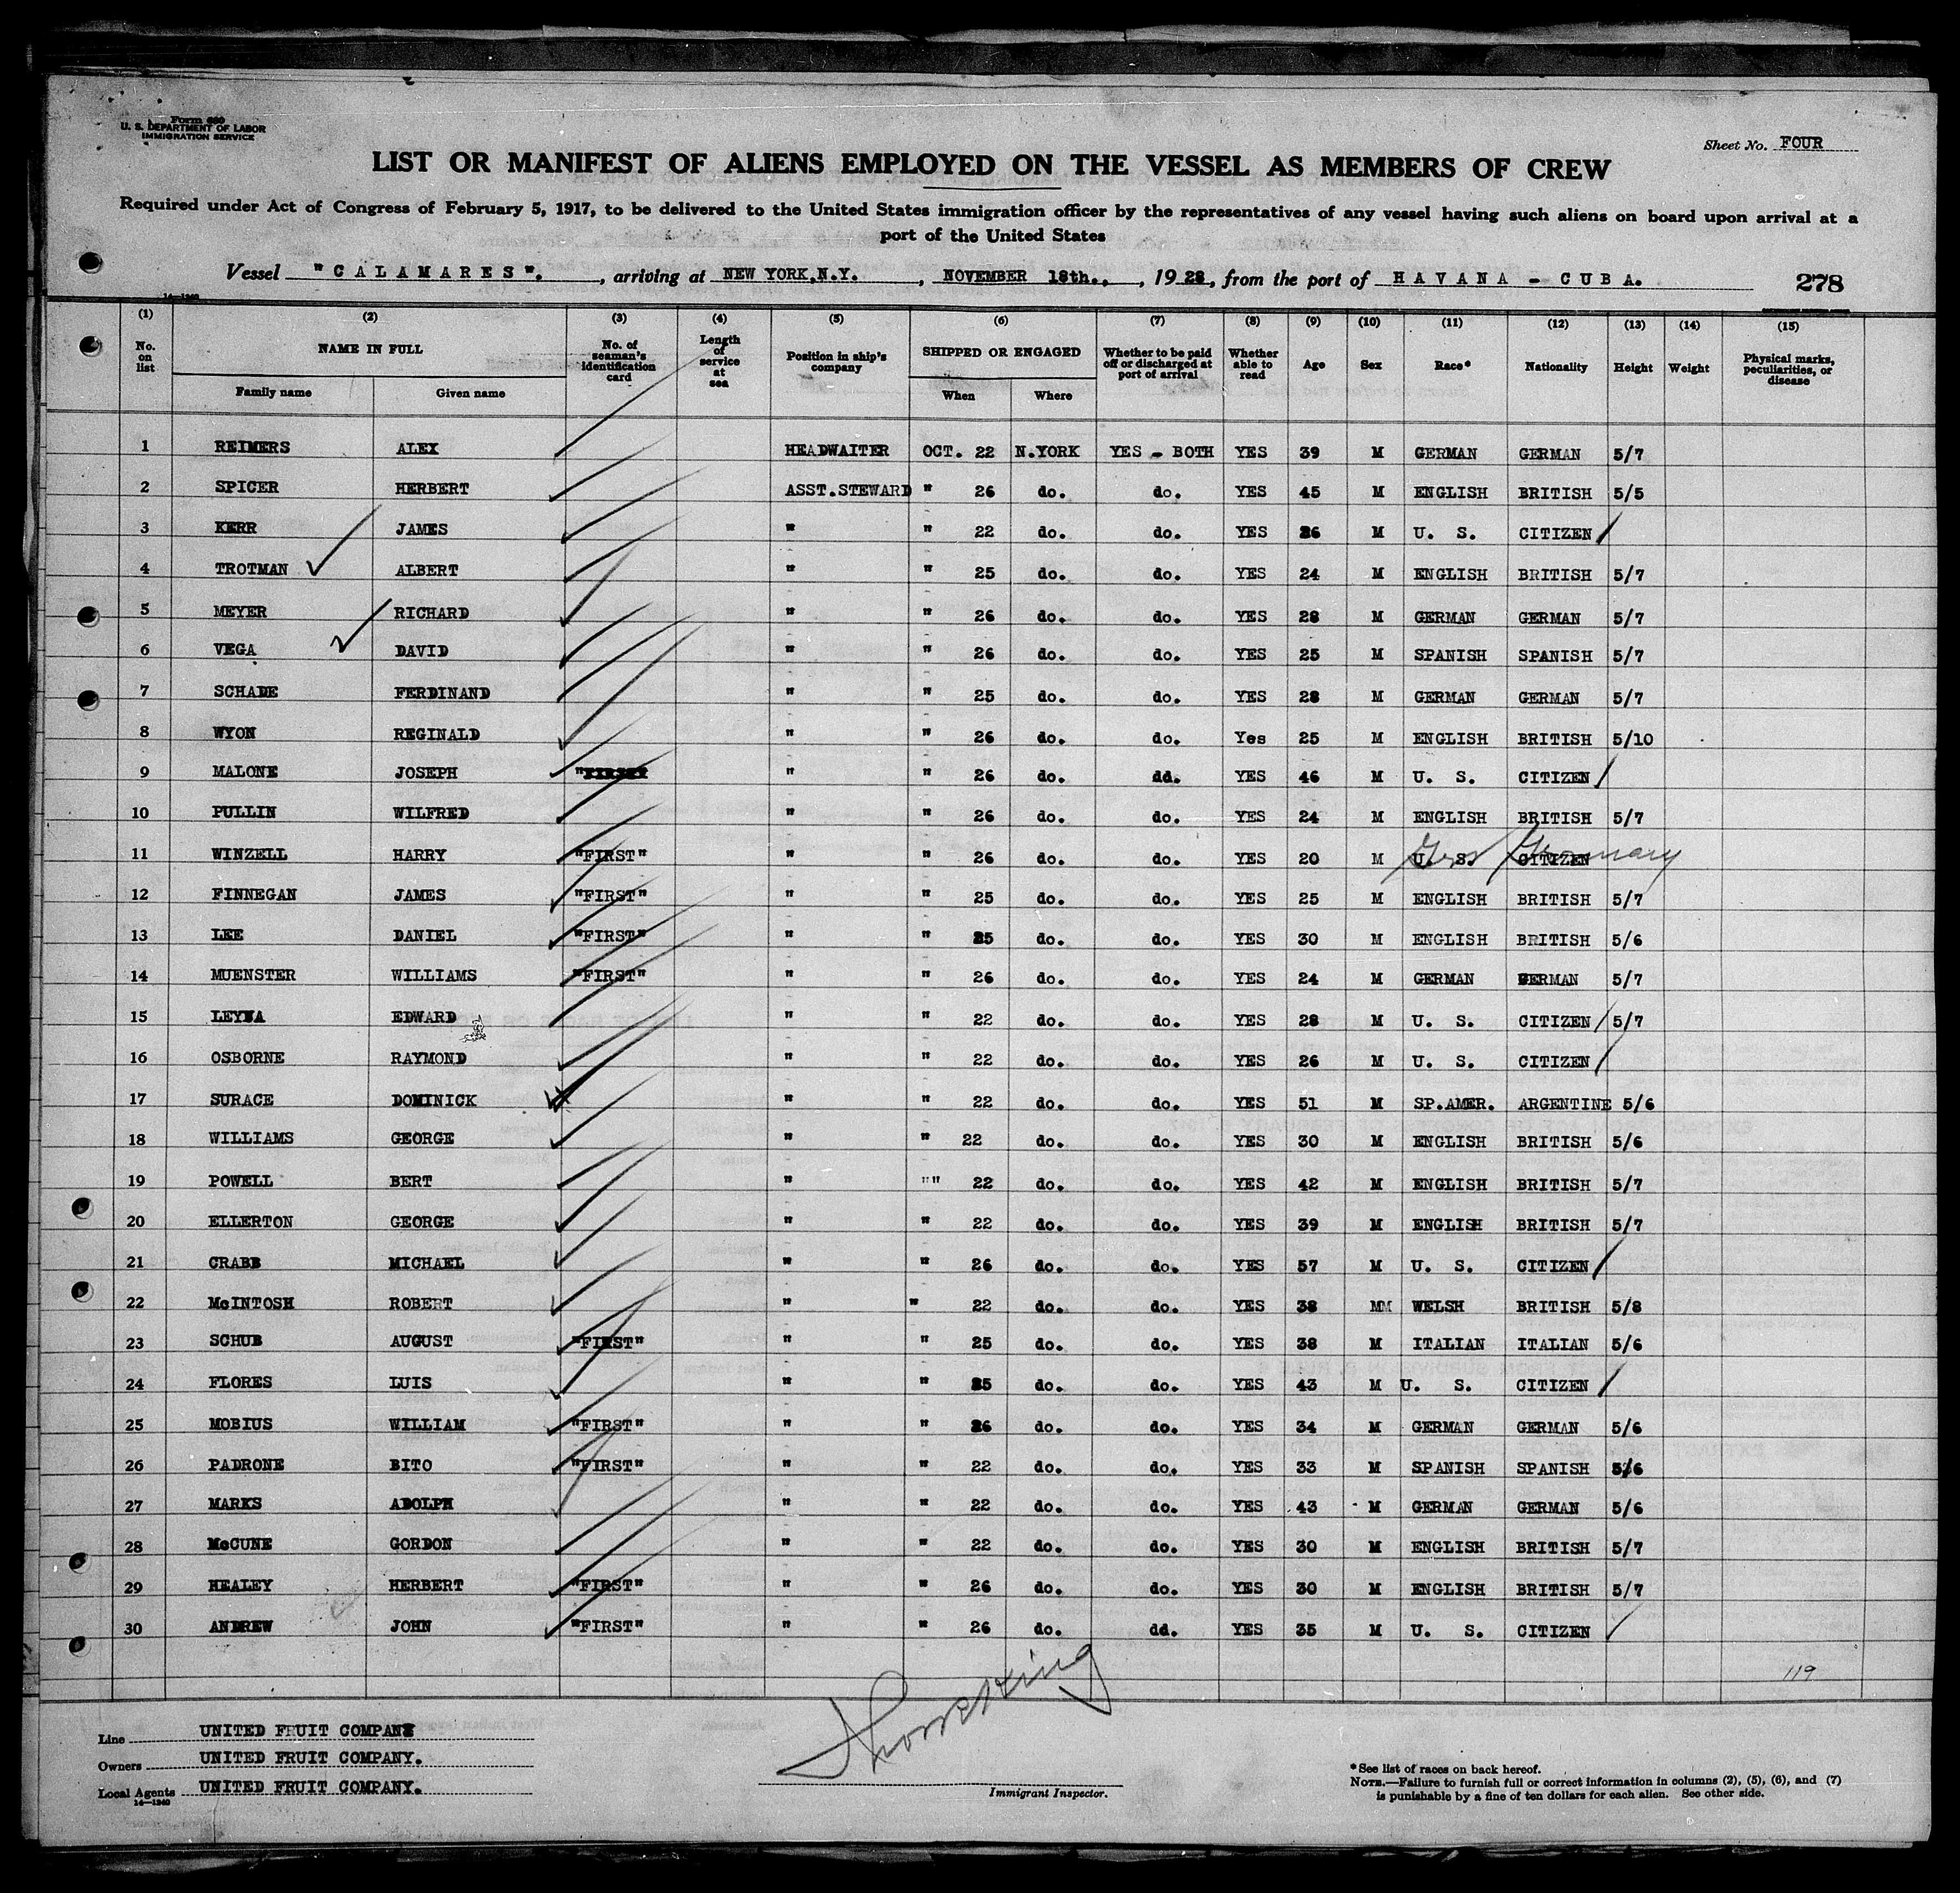 Form 680
U. S. DEPARTMENT OF LABOR
IMMIGRATION SERVICE
Sheet No. FOUR
LIST OR MANIFEST OF ALIENS EMPLOYED ON THE VESSEL AS MEMBERS OF CREW
Required under Act of Congress of February 5, 1917, to be delivered to the United States immigration officer by the representatives of any vessel having such aliens on board upon arrival at a
port of the United States
Vessel "CALAMARES". , arriving at NEW YORK,N.Y. , NOVEMBER 18th., , 1928, from the port of HAVANA - CUBA. 278
14—1240
(1) (2) (3) (4) (5) (6) (7) (8) (9) (10) (11) (12) (13) (14) (15)
No. on list NAME IN FULL Family name Given name No. of seaman's identification card Length of service at sea Position in ship's company SHIPPED OR ENGAGED When Where Whether to be paid off or discharged at port of arrival Whether able to read Age Sex Race* Nationality Height Weight Physical marks, peculiarities, or disease
1 REIMERS ALEX HEADWAITER OCT. 22 N.YORK YES - BOTH YES 39 M GERMAN GERMAN 5/7
2 SPICER HERBERT ASST.STEWARD " 26 do. do. YES 45 M ENGLISH BRITISH 5/5
3 KERR JAMES " " 22 do. do. YES 26 M U. S. CITIZEN
4 TROTMAN ALBERT " " 25 do. do. YES 24 M ENGLISH BRITISH 5/7
5 MEYER RICHARD " " 26 do. do. YES 28 M GERMAN GERMAN 5/7
6 VEGA DAVID " " 26 do. do. YES 25 M SPANISH SPANISH 5/7
7 SCHADE FERDINAND " " 25 do. do. YES 28 M GERMAN GERMAN 5/7
8 WYON REGINALD " " 26 do. do. Yes 25 M ENGLISH BRITISH 5/10
9 MALONE JOSEPH "FIRST" " " 26 do. dd. YES 46 M U. S. CITIZEN
10 PULLIN WILFRED " " 26 do. do. YES 24 M ENGLISH BRITISH 5/7
11 WINZELL HARRY "FIRST" " " 26 do. do. YES 20 M U. S. CITIZEN Ger Germany
12 FINNEGAN JAMES "FIRST" " " 25 do. do. YES 25 M ENGLISH BRITISH 5/7
13 LEE DANIEL "FIRST" " " 25 do. do. YES 30 M ENGLISH BRITISH 5/6
14 MUENSTER WILLIAMS "FIRST" " " 26 do. do. YES 24 M GERMAN GERMAN 5/7
15 EDWARD " " 22 do. do. YES 28 M U. S. CITIZEN 5/7
16 OSBORNE RAYMOND " " 22 do. do. YES 26 M U. S. CITIZEN
17 SURACE DOMINICK " " 22 do. do. YES 51 M SP.AMER. ARGENTINE 5/6
18 WILLIAMS GEORGE " " 22 do. do. YES 30 M ENGLISH BRITISH 5/6
19 POWELL BERT " "" 22 do. do. YES 42 M ENGLISH BRITISH 5/7
20 ELLERTON GEORGE " " 22 do. do. YES 39 M ENGLISH BRITISH 5/7
21 CRABB MICHAEL " " 26 do. do. YES 57 M U. S. CITIZEN
22 McINTOSH ROBERT " " 22 do. do. YES 38 MM WELSH BRITISH 5/8
23 SCHUB AUGUST "FIRST" " " 25 do. do. YES 38 M ITALIAN ITALIAN 5/6
24 FLORES LUIS " " 25 do. do. YES 43 M U. S. CITIZEN
25 MOBIUS WILLIAM "FIRST" " " 26 do. do. YES 34 M GERMAN GERMAN 5/6
26 PADRONE BITO "FIRST" " " 22 do. do. YES 33 M SPANISH SPANISH 5/6
27 MARKS ADOLPH " " 22 do. do. YES 43 M GERMAN GERMAN 5/6
28 McCUNE GORDON " " 22 do. do. YES 30 M ENGLISH BRITISH 5/7
29 HEALEY HERBERT "FIRST" " " 26 do. do. YES 30 M ENGLISH BRITISH 5/7
30 ANDREW JOHN "FIRST" " " 26 do. dd. YES 35 M U. S. CITIZEN
119
Line UNITED FRUIT COMPANY
Owners UNITED FRUIT COMPANY.
Local Agents UNITED FRUIT COMPANY.
14—1240
Immigrant Inspector.
*See list of races on back hereof.
NOTE.—Failure to furnish full or correct information in columns (2), (5), (6), and (7)
is punishable by a fine of ten dollars for each alien. See other side.